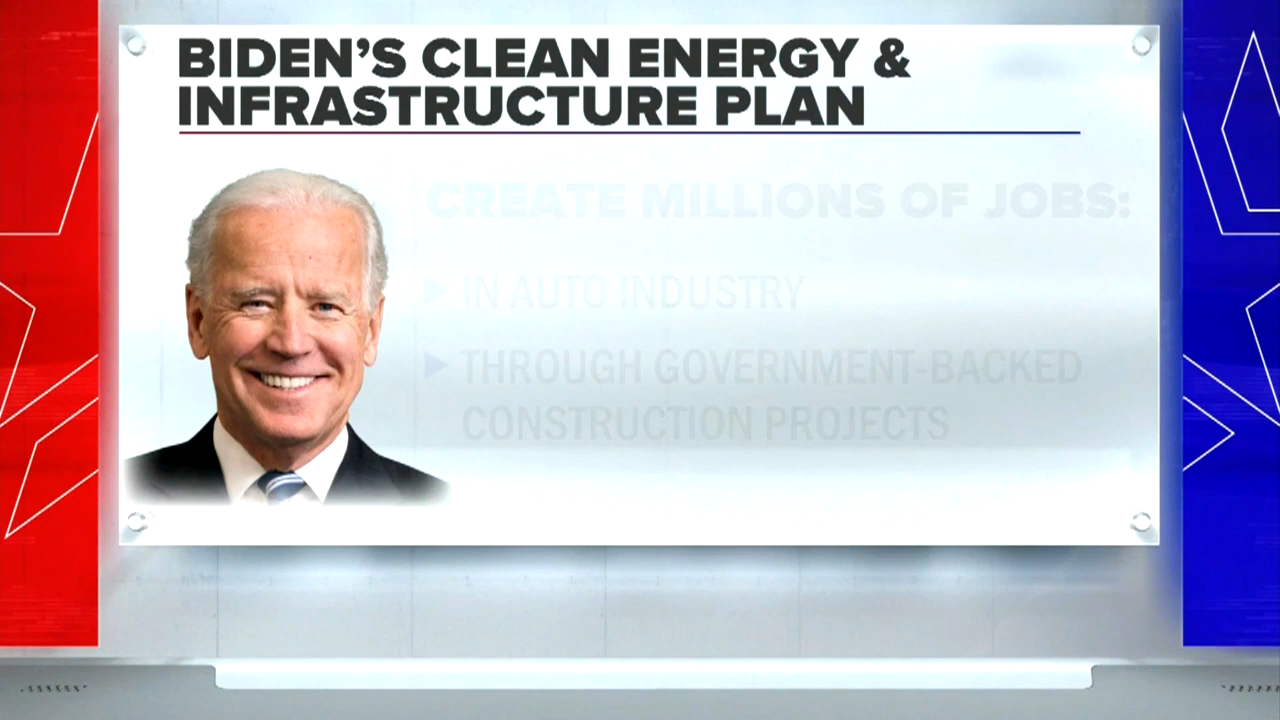 BIDEN'S CLEAN ENERGY &
INFRASTRUCTURE PLAN
CREATE MILLIONS OF JOBS:
IN AUTO INDUSTRY
THROUGH GOVERNMENT-BACKED
CONSTRUCTION PROJECTS